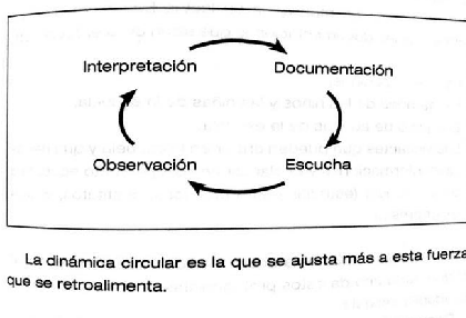 Interpretación Documentación
Observación Escucha
La dinámica circular es la que se ajusta más a esta fuerza
que se retroalimenta.